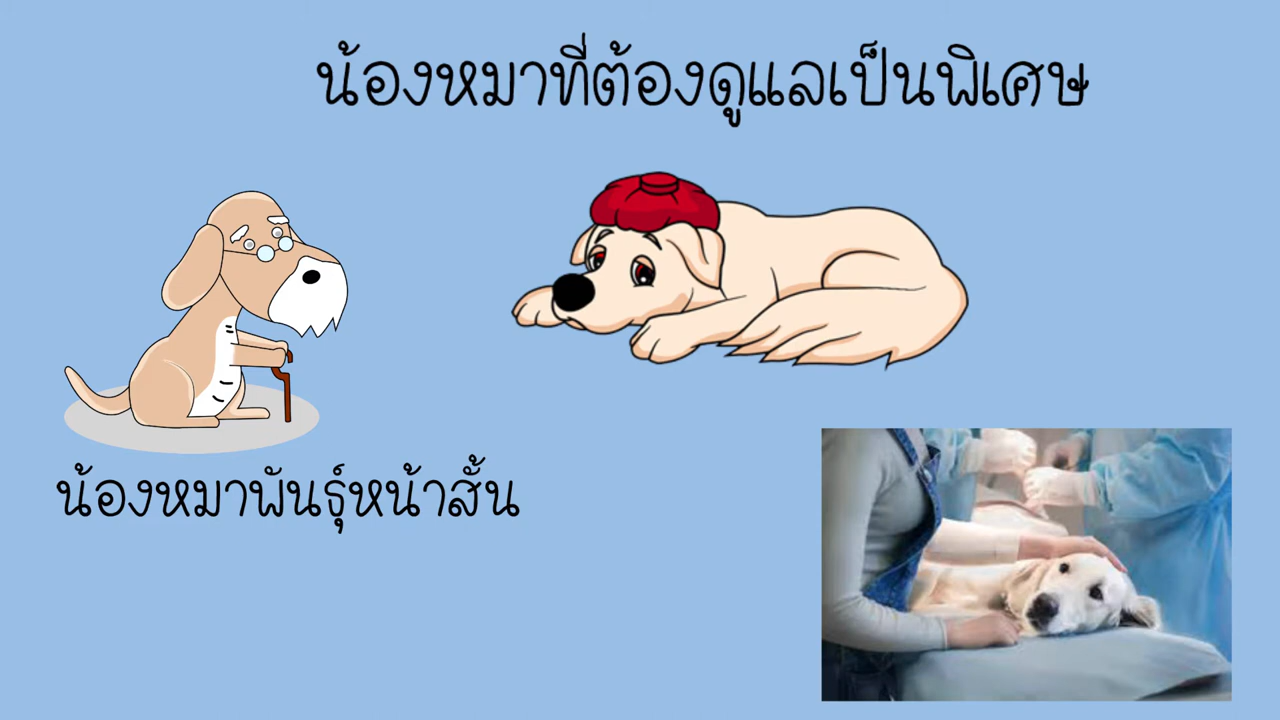 น้องหมาที่ต้องดูแลเป็นพิเศษ
น้องหมาพันธุ์หน้าสั้น